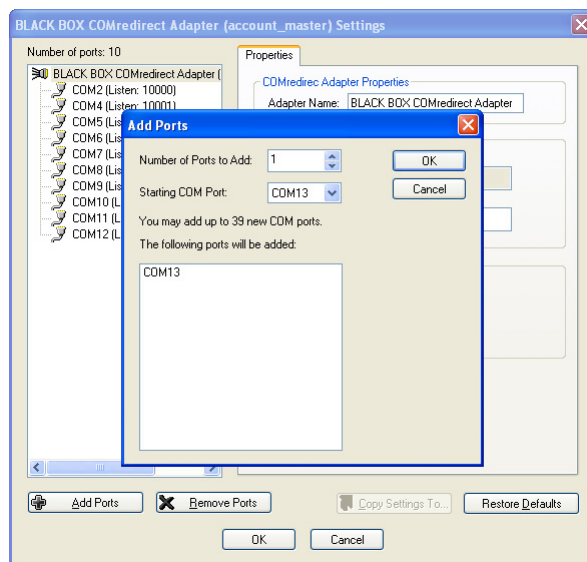 BLACK BOX COMredirect Adapter (account_master) Settings
Number of ports: 10
BLACK BOX COMredirect Adapter (
COM2 (Listen: 10000)
COM4 (Listen: 10001)
COM5 (Lis
COM6 (Lis
COM7 (Lis
COM8 (Lis
COM9 (Lis
COM10 (L
COM11 (L
COM12 (L
Properties
COMredirec Adapter Properties
Adapter Name: BLACK BOX COMredirect Adapter
Add Ports
Number of Ports to Add: 1
OK
Starting COM Port: COM13
Cancel
You may add up to 39 new COM ports.
The following ports will be added:
COM13
Add Ports
Remove Ports
Copy Settings To...
Restore Defaults
OK
Cancel